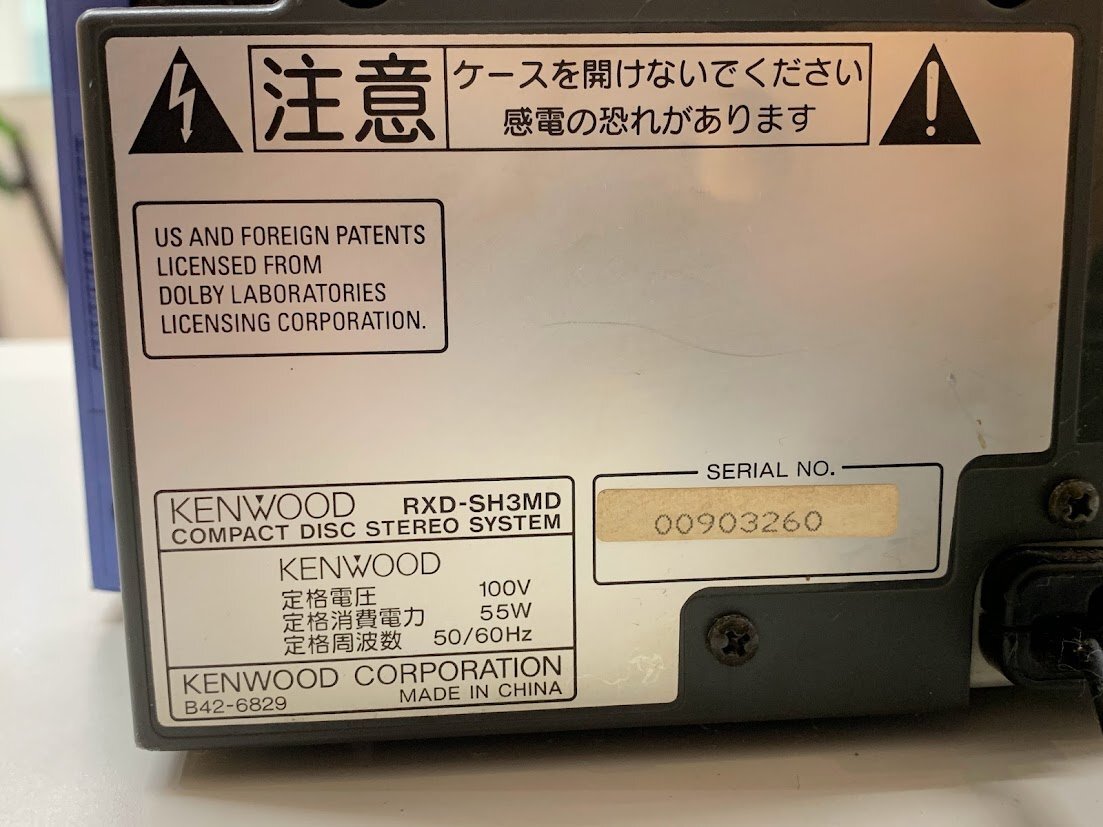 注意
ケースを開けないでください
感電の恐れがあります
US AND FOREIGN PATENTS
LICENSED FROM
DOLBY LABORATORIES
LICENSING CORPORATION.
KENWOOD RXD-SH3MD
COMPACT DISC STEREO SYSTEM
KENWOOD
定格電圧 100V
定格消費電力 55W
定格周波数 50/60Hz
KENWOOD CORPORATION
B42-6829 MADE IN CHINA
SERIAL NO.
00903260